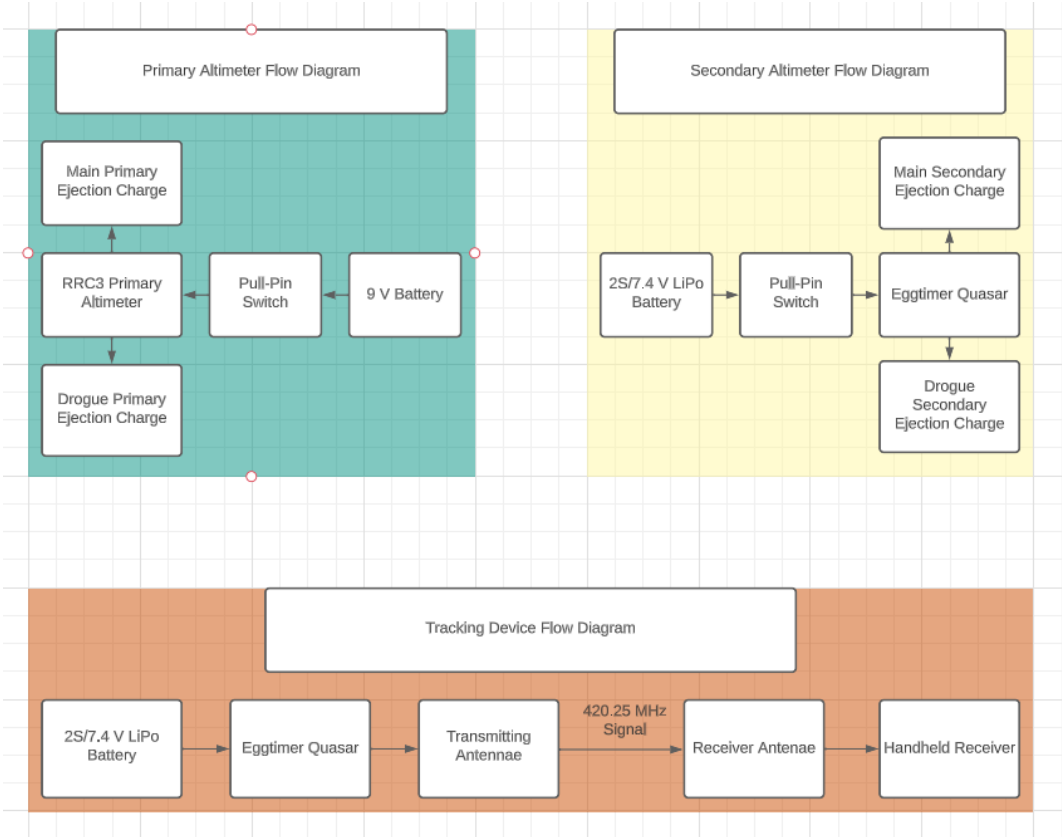 Primary Altimeter Flow Diagram
Main Primary
Ejection Charge
RRC3 Primary
Altimeter
Pull-Pin
Switch
9 V Battery
Drogue Primary
Ejection Charge
Secondary Altimeter Flow Diagram
Main Secondary
Ejection Charge
2S/7.4 V LiPo
Battery
Pull-Pin
Switch
Eggtimer Quasar
Drogue
Secondary
Ejection Charge
Tracking Device Flow Diagram
2S/7.4 V LiPo
Battery
Eggtimer Quasar
Transmitting
Antennae
420.25 MHz
Signal
Receiver Antenae
Handheld Receiver